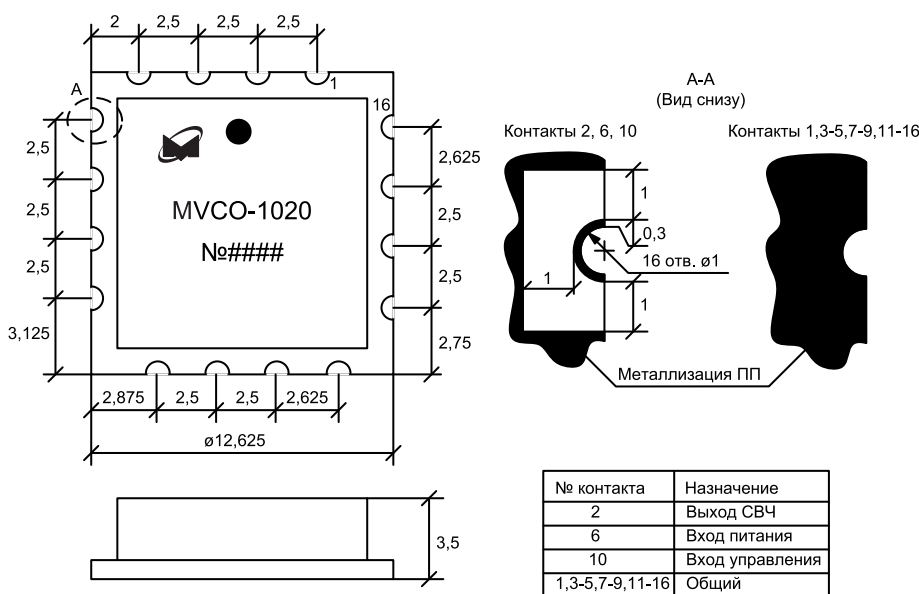 2 2,5 2,5 2,5
A
1
16
2,5
2,5
2,5
3,125
2,625
2,5
2,5
2,75
MVCO-1020
№####
2,875 2,5 2,5 2,625
ø12,625
3,5
А-А
(Вид снизу)
Контакты 2, 6, 10
Контакты 1,3-5,7-9,11-16
1
0,3
16 отв. ø1
1
1
Металлизация ПП
№ контакта Назначение
2 Выход СВЧ
6 Вход питания
10 Вход управления
1,3-5,7-9,11-16 Общий